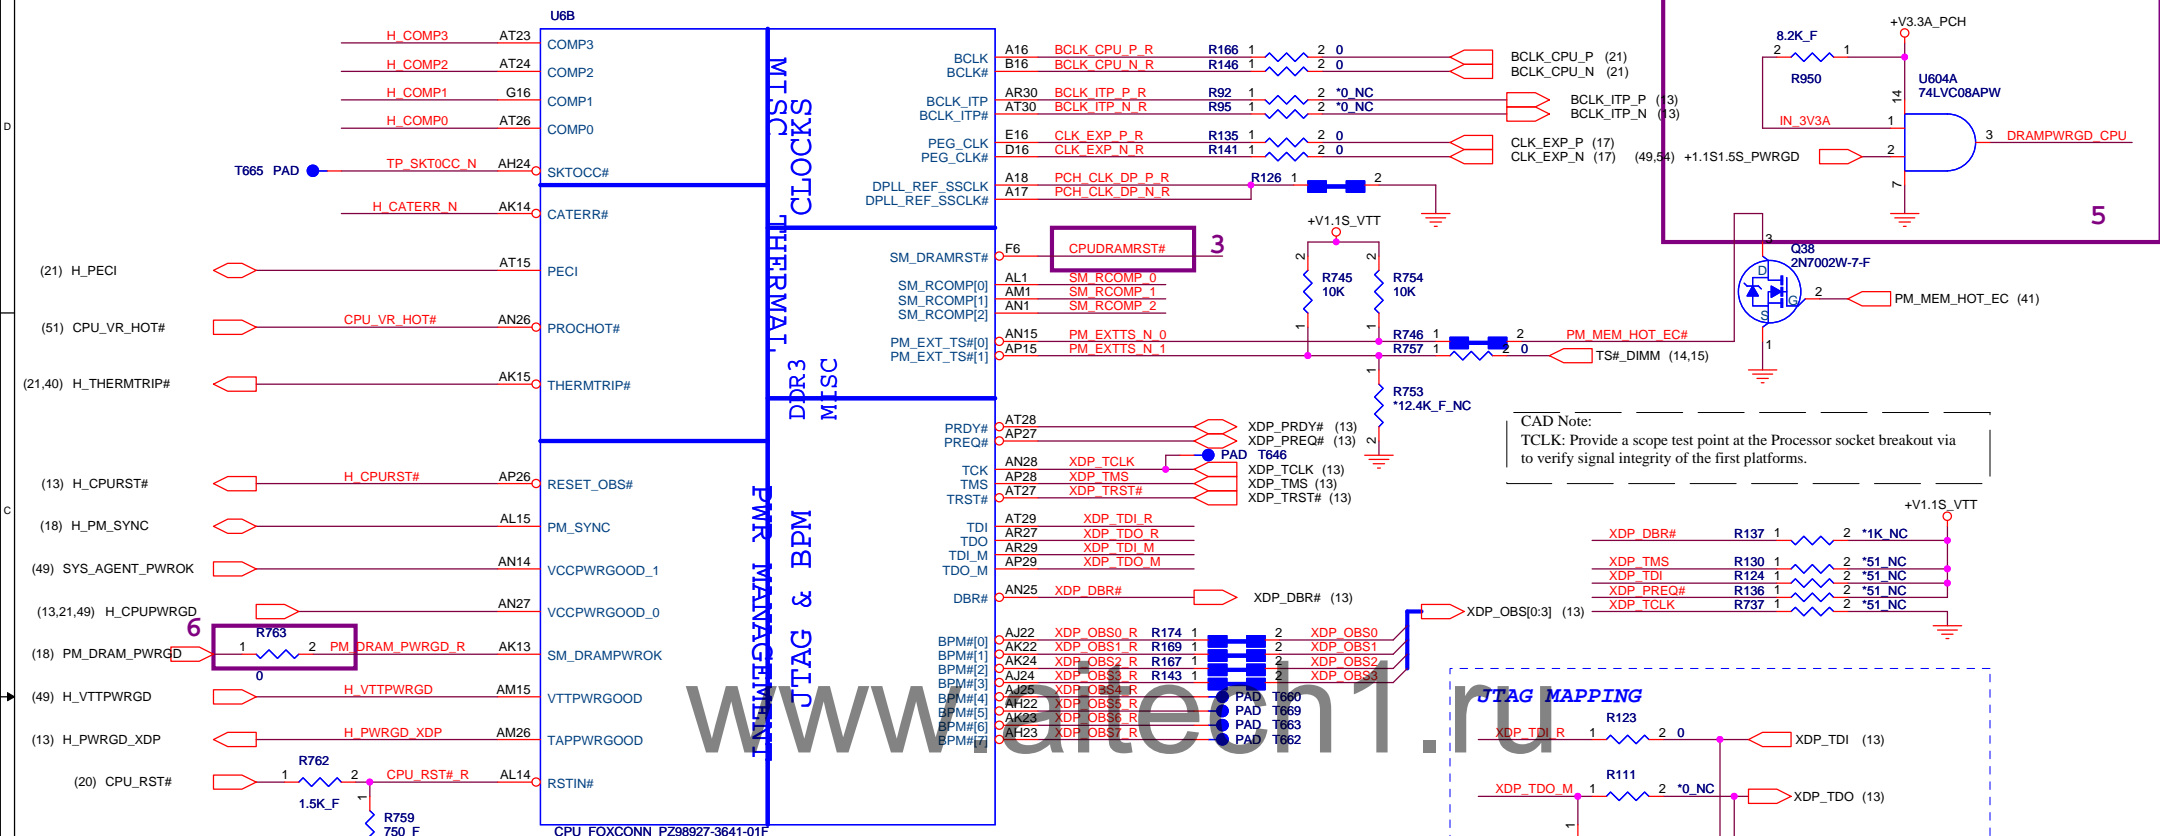 U6B
H_COMP3 AT23 COMP3
H_COMP2 AT24 COMP2
H_COMP1 G16 COMP1
H_COMP0 AT26 COMP0
T665 PAD TP_SKT0CC_N AH24 SKTOCC#
H_CATERR_N AK14 CATERR#
(21) H_PECI AT15 PECI
(51) CPU_VR_HOT# CPU_VR_HOT# AN26 PROCHOT#
(21,40) H_THERMTRIP# AK15 THERMTRIP#
(13) H_CPURST# H_CPURST# AP26 RESET_OBS#
(18) H_PM_SYNC AL15 PM_SYNC
(49) SYS_AGENT_PWROK AN14 VCCPWRGOOD_1
(13,21,49) H_CPUPWRGD AN27 VCCPWRGOOD_0
6
R763
(18) PM_DRAM_PWRGD 1 2 PM_DRAM_PWRGD_R AK13 SM_DRAMPWROK
0
(49) H_VTTPWRGD H_VTTPWRGD AM15 VTTPWRGOOD
(13) H_PWRGD_XDP H_PWRGD_XDP AM26 TAPPWRGOOD
R762
(20) CPU_RST# 1 2 CPU_RST#_R AL14 RSTIN#
1.5K_F
1
R759
750_F
CPU_FOXCONN_PZ98927-3641-01F
MISC
THERMAL
PWR MANAGEMENT
CLOCKS
DDR3
MISC
JTAG & BPM
BCLK A16 BCLK_CPU_P_R R166 1 2 0 BCLK_CPU_P (21)
BCLK# B16 BCLK_CPU_N_R R146 1 2 0 BCLK_CPU_N (21)
BCLK_ITP AR30 BCLK_ITP_P_R R92 1 2 *0_NC BCLK_ITP_P (13)
BCLK_ITP# AT30 BCLK_ITP_N_R R95 1 2 *0_NC BCLK_ITP_N (13)
PEG_CLK E16 CLK_EXP_P_R R135 1 2 0 CLK_EXP_P (17)
PEG_CLK# D16 CLK_EXP_N_R R141 1 2 0 CLK_EXP_N (17)
DPLL_REF_SSCLK A18 PCH_CLK_DP_P_R R126 1 2
DPLL_REF_SSCLK# A17 PCH_CLK_DP_N_R
+V1.1S_VTT
SM_DRAMRST# F6 CPUDRAMRST# 3
SM_RCOMP[0] AL1 SM_RCOMP_0
SM_RCOMP[1] AM1 SM_RCOMP_1
SM_RCOMP[2] AN1 SM_RCOMP_2
2 R745 10K 1
2 R754 10K 1
PM_EXT_TS#[0] AN15 PM_EXTTS_N_0 R746 1 2 PM_MEM_HOT_EC#
PM_EXT_TS#[1] AP15 PM_EXTTS_N_1 R757 1 2 0 TS#_DIMM (14,15)
1 R753 *12.4K_F_NC 2
PRDY# AT28 XDP_PRDY# (13)
PREQ# AP27 XDP_PREQ# (13)
PAD T646
TCK AN28 XDP_TCLK XDP_TCLK (13)
TMS AP28 XDP_TMS XDP_TMS (13)
TRST# AT27 XDP_TRST# XDP_TRST# (13)
TDI AT29 XDP_TDI_R
TDO AR27 XDP_TDO_R
TDI_M AR29 XDP_TDI_M
TDO_M AP29 XDP_TDO_M
DBR# AN25 XDP_DBR# XDP_DBR# (13)
XDP_OBS[0:3] (13)
BPM#[0] AJ22 XDP_OBS0_R R174 1 2 XDP_OBS0
BPM#[1] AK22 XDP_OBS1_R R169 1 2 XDP_OBS1
BPM#[2] AK24 XDP_OBS2_R R167 1 2 XDP_OBS2
BPM#[3] AJ24 XDP_OBS3_R R143 1 2 XDP_OBS3
BPM#[4] AJ25 XDP_OBS4_R PAD T660
BPM#[5] AH22 XDP_OBS5_R PAD T669
BPM#[6] AK23 XDP_OBS6_R PAD T663
BPM#[7] AH23 XDP_OBS7_R PAD T662
+V3.3A_PCH
8.2K_F
2 1
R950
U604A
74LVC08APW
14
IN_3V3A 1
3 DRAMPWRGD_CPU
(49,54) +1.1S1.5S_PWRGD 2
7
5
3
Q38
2N7002W-7-F
D
G
S
2 PM_MEM_HOT_EC (41)
1
CAD Note:
TCLK: Provide a scope test point at the Processor socket breakout via
to verify signal integrity of the first platforms.
+V1.1S_VTT
XDP_DBR# R137 1 2 *1K_NC
XDP_TMS R130 1 2 *51_NC
XDP_TDI R124 1 2 *51_NC
XDP_PREQ# R136 1 2 *51_NC
XDP_TCLK R737 1 2 *51_NC
JTAG MAPPING
R123
XDP_TDI_R 1 2 0 XDP_TDI (13)
R111
XDP_TDO_M 1 2 *0_NC XDP_TDO (13)
1
D
C
www.aitech1.ru